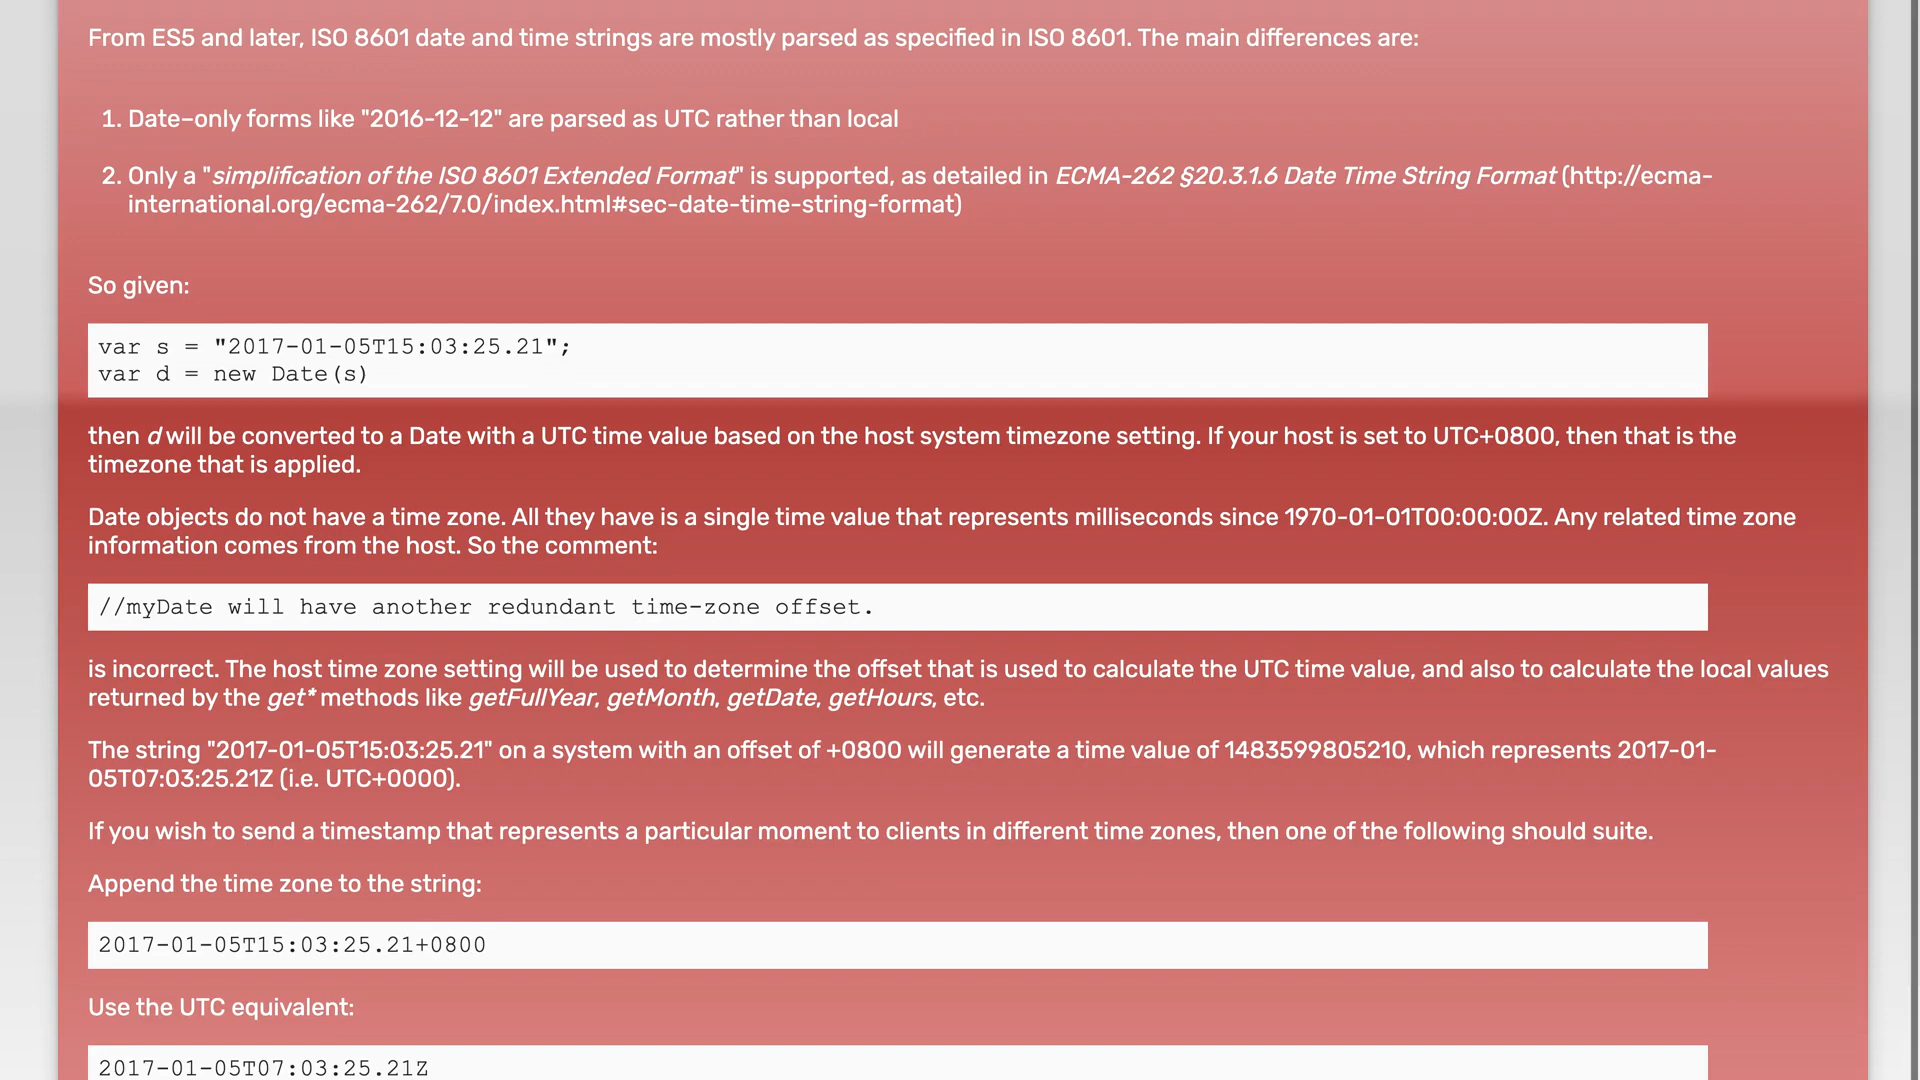 From ES5 and later, ISO 8601 date and time strings are mostly parsed as specified in ISO 8601. The main differences are:
1. Date–only forms like "2016-12-12" are parsed as UTC rather than local
2. Only a "simplification of the ISO 8601 Extended Format" is supported, as detailed in ECMA-262 §20.3.1.6 Date Time String Format (http://ecma-
international.org/ecma-262/7.0/index.html#sec-date-time-string-format)
So given:
var s = "2017-01-05T15:03:25.21";
var d = new Date(s)
then d will be converted to a Date with a UTC time value based on the host system timezone setting. If your host is set to UTC+0800, then that is the
timezone that is applied.
Date objects do not have a time zone. All they have is a single time value that represents milliseconds since 1970-01-01T00:00:00Z. Any related time zone
information comes from the host. So the comment:
//myDate will have another redundant time-zone offset.
is incorrect. The host time zone setting will be used to determine the offset that is used to calculate the UTC time value, and also to calculate the local values
returned by the get* methods like getFullYear, getMonth, getDate, getHours, etc.
The string "2017-01-05T15:03:25.21" on a system with an offset of +0800 will generate a time value of 1483599805210, which represents 2017-01-
05T07:03:25.21Z (i.e. UTC+0000).
If you wish to send a timestamp that represents a particular moment to clients in different time zones, then one of the following should suite.
Append the time zone to the string:
2017-01-05T15:03:25.21+0800
Use the UTC equivalent:
2017-01-05T07:03:25.21Z